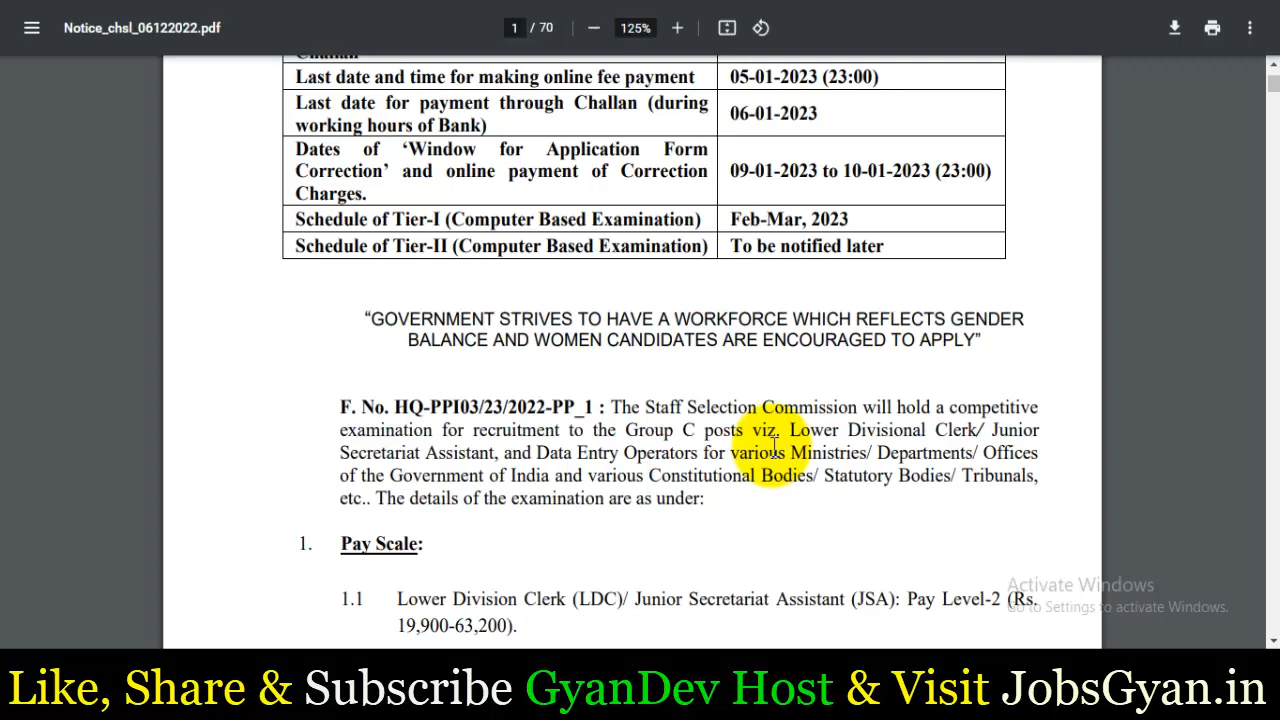 Notice_chsl_06122022.pdf
1 / 70
125%
Challan
Last date and time for making online fee payment 05-01-2023 (23:00)
Last date for payment through Challan (during
working hours of Bank)
06-01-2023
Dates of ‘Window for Application Form
Correction’ and online payment of Correction
Charges.
09-01-2023 to 10-01-2023 (23:00)
Schedule of Tier-I (Computer Based Examination) Feb-Mar, 2023
Schedule of Tier-II (Computer Based Examination) To be notified later
“GOVERNMENT STRIVES TO HAVE A WORKFORCE WHICH REFLECTS GENDER
BALANCE AND WOMEN CANDIDATES ARE ENCOURAGED TO APPLY”
F. No. HQ-PPI03/23/2022-PP_1 : The Staff Selection Commission will hold a competitive
examination for recruitment to the Group C posts viz. Lower Divisional Clerk/ Junior
Secretariat Assistant, and Data Entry Operators for various Ministries/ Departments/ Offices
of the Government of India and various Constitutional Bodies/ Statutory Bodies/ Tribunals,
etc.. The details of the examination are as under:
1. Pay Scale:
1.1 Lower Division Clerk (LDC)/ Junior Secretariat Assistant (JSA): Pay Level-2 (Rs.
19,900-63,200).
Activate Windows
Go to Settings to activate Windows.
Like, Share & Subscribe GyanDev Host & Visit JobsGyan.in